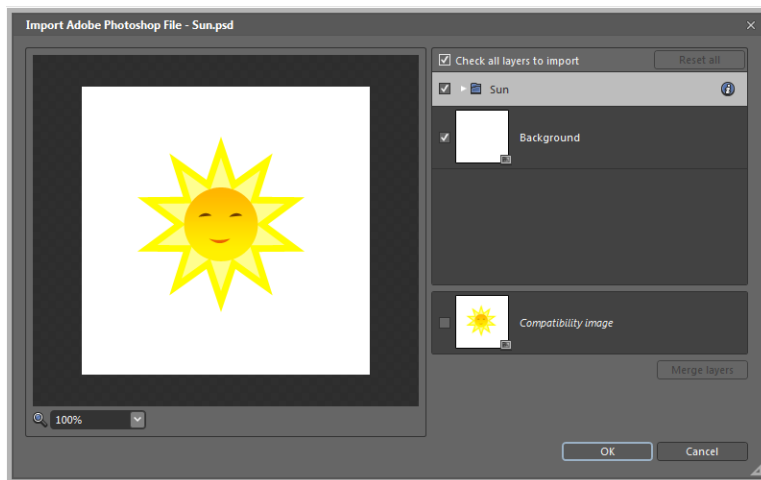 Import Adobe Photoshop File - Sun.psd
Check all layers to import
Reset all
Sun
Background
Compatibility image
Merge layers
100%
OK
Cancel